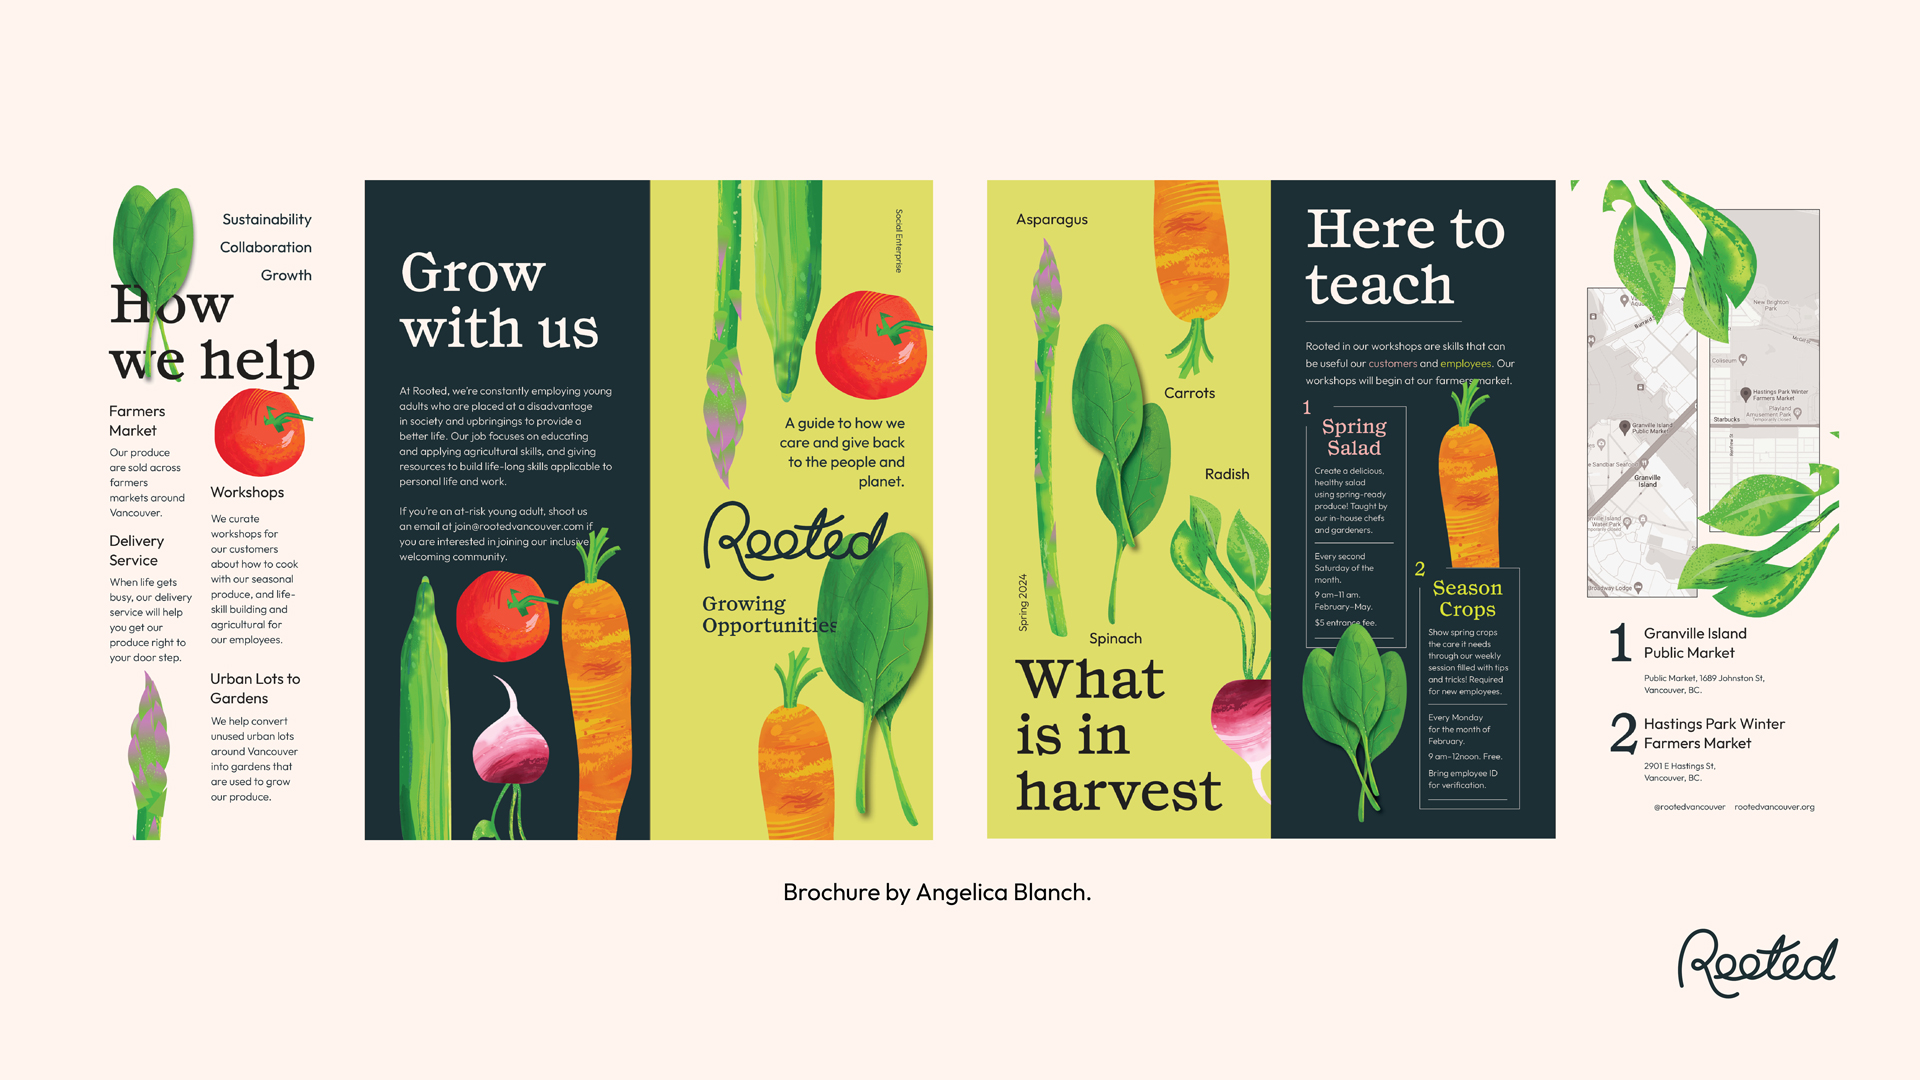 Sustainability
Collaboration
Growth
How
we help
Farmers
Market
Our produce
are sold across
farmers
markets around
Vancouver.
Delivery
Service
When life gets
busy, our delivery
service will help
you get our
produce right to
your door step.
Workshops
We curate
workshops for
our customers
about how to cook
with our seasonal
produce, and life-
skill building and
agricultural for
our employees.
Urban Lots to
Gardens
We help convert
unused urban lots
around Vancouver
into gardens that
are used to grow
our produce.
Grow
with us
At Rooted, we're constantly employing young
adults who are placed at a disadvantage
in society and upbringings to provide a
better life. Our job focuses on educating
and applying agricultural skills, and giving
resources to build life-long skills applicable to
personal life and work.
If you're an at-risk young adult, shoot us
an email at join@rootedvancouver.com if
you are interested in joining our inclusive
welcoming community.
Social Enterprise
A guide to how we
care and give back
to the people and
planet.
Rooted
Growing
Opportunities
Asparagus
Carrots
Radish
Spinach
Spring 2024
What
is in
harvest
Here to
teach
Rooted in our workshops are skills that can
be useful our customers and employees. Our
workshops will begin at our farmers market.
1
Spring
Salad
Create a delicious,
healthy salad
using spring-ready
produce! Taught by
our in-house chefs
and gardeners.
Every second
Saturday of the
month.
9 am–11 am.
February–May.
$5 entrance fee.
2
Season
Crops
Show spring crops
the care it needs
through our weekly
session filled with tips
and tricks! Required
for new employees.
Every Monday
for the month of
February.
9 am–12noon. Free.
Bring employee ID
for verification.
New Brighton
Park
Coliseum
Hastings Park Winter
Farmers Market
Playland
Amusement Park
Starbucks
Granville Island
Public Market
Granville
Island
1
Granville Island
Public Market
Public Market, 1689 Johnston St,
Vancouver, BC.
2
Hastings Park Winter
Farmers Market
2901 E Hastings St,
Vancouver, BC.
@rootedvancouver rootedvancouver.org
Brochure by Angelica Blanch.
Rooted